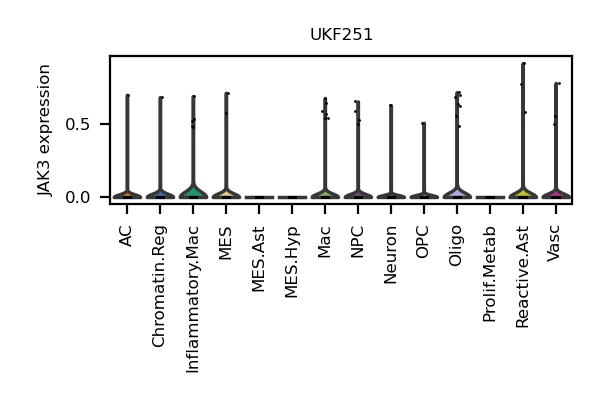 UKF251
JAK3 expression
0.5
0.0
AC
Chromatin.Reg
Inflammatory.Mac
MES
MES.Ast
MES.Hyp
Mac
NPC
Neuron
OPC
Oligo
Prolif.Metab
Reactive.Ast
Vasc